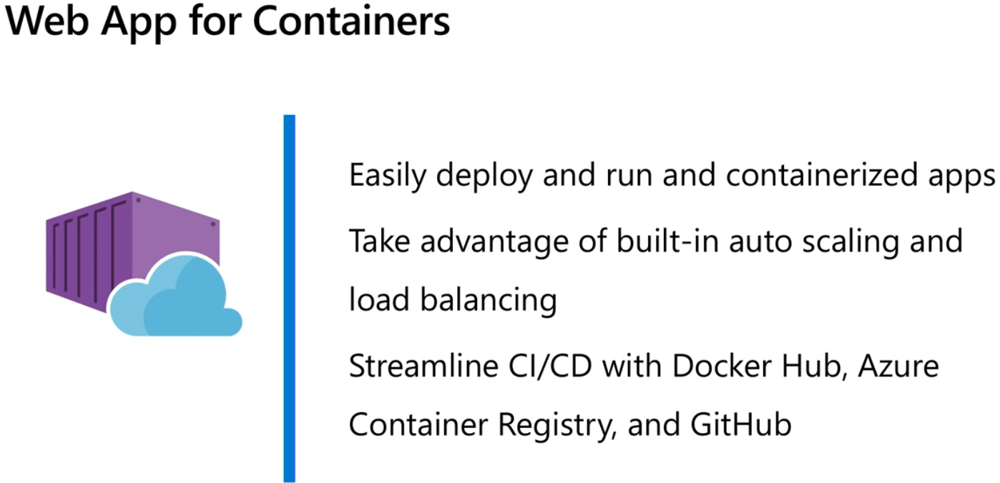 Web App for Containers
Easily deploy and run and containerized apps
Take advantage of built-in auto scaling and
load balancing
Streamline CI/CD with Docker Hub, Azure
Container Registry, and GitHub